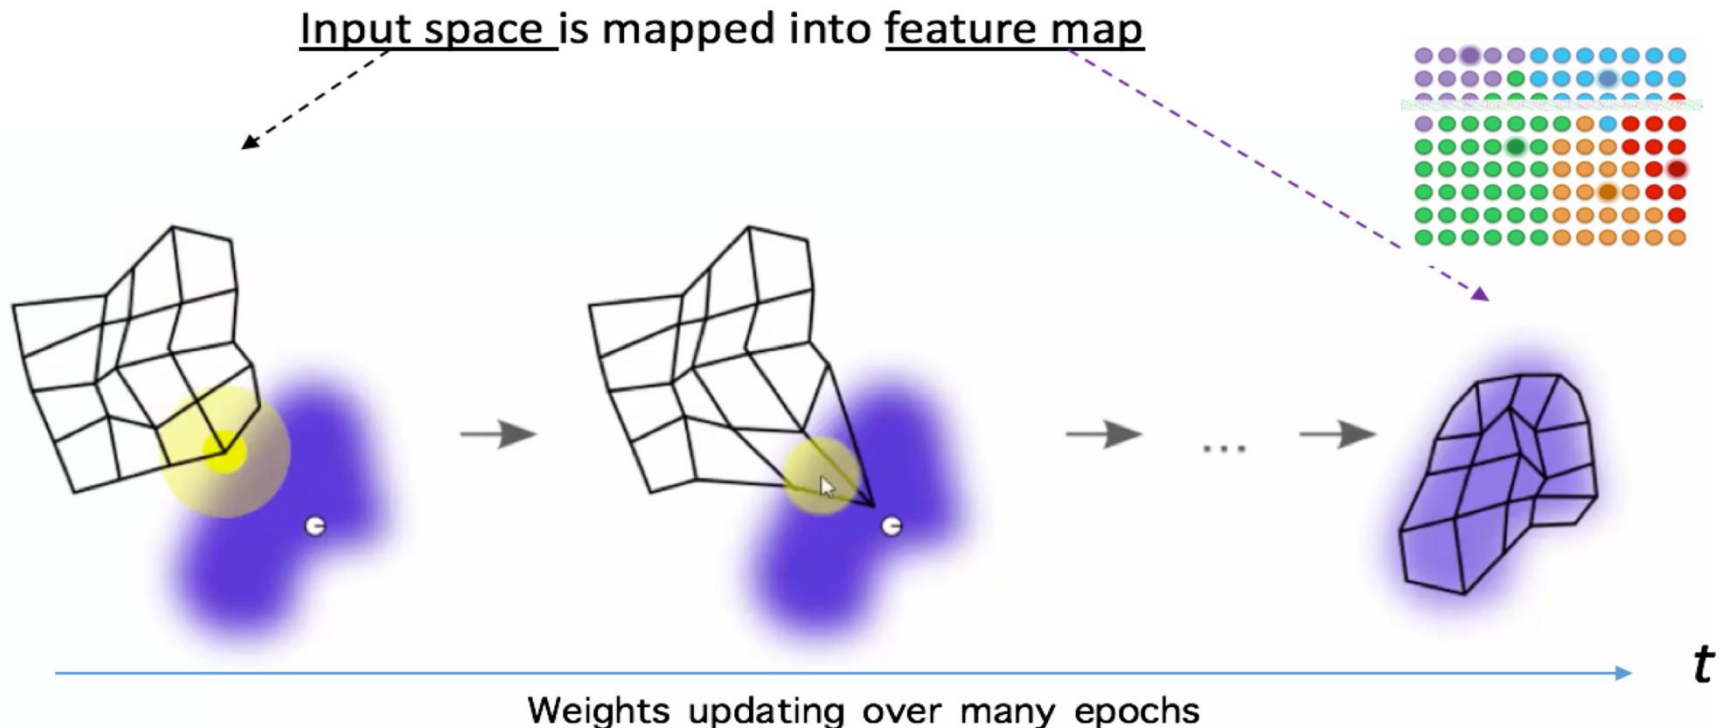 Input space is mapped into feature map
...
t
Weights updating over many epochs